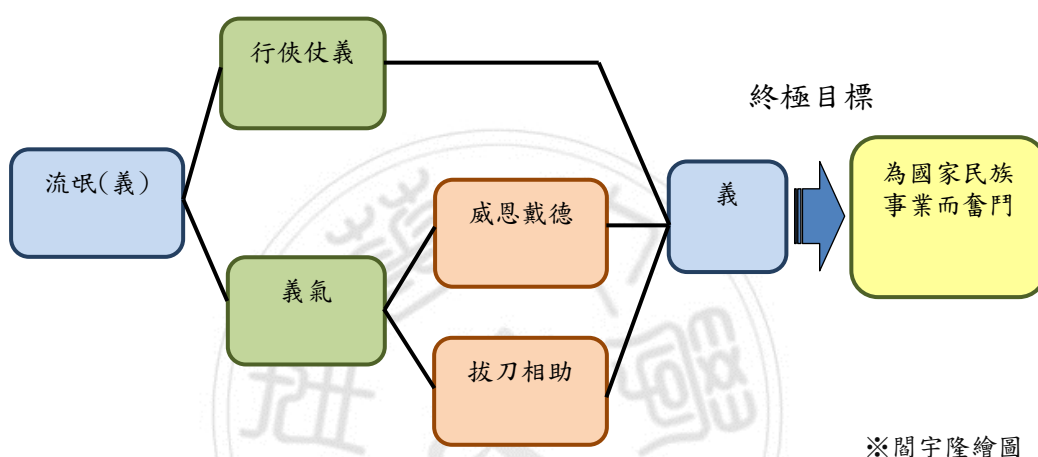 行俠仗義
終極目標
流氓(義)
威恩戴德
義
為國家民族
事業而奮鬥
義氣
拔刀相助
※閻宇隆繪圖